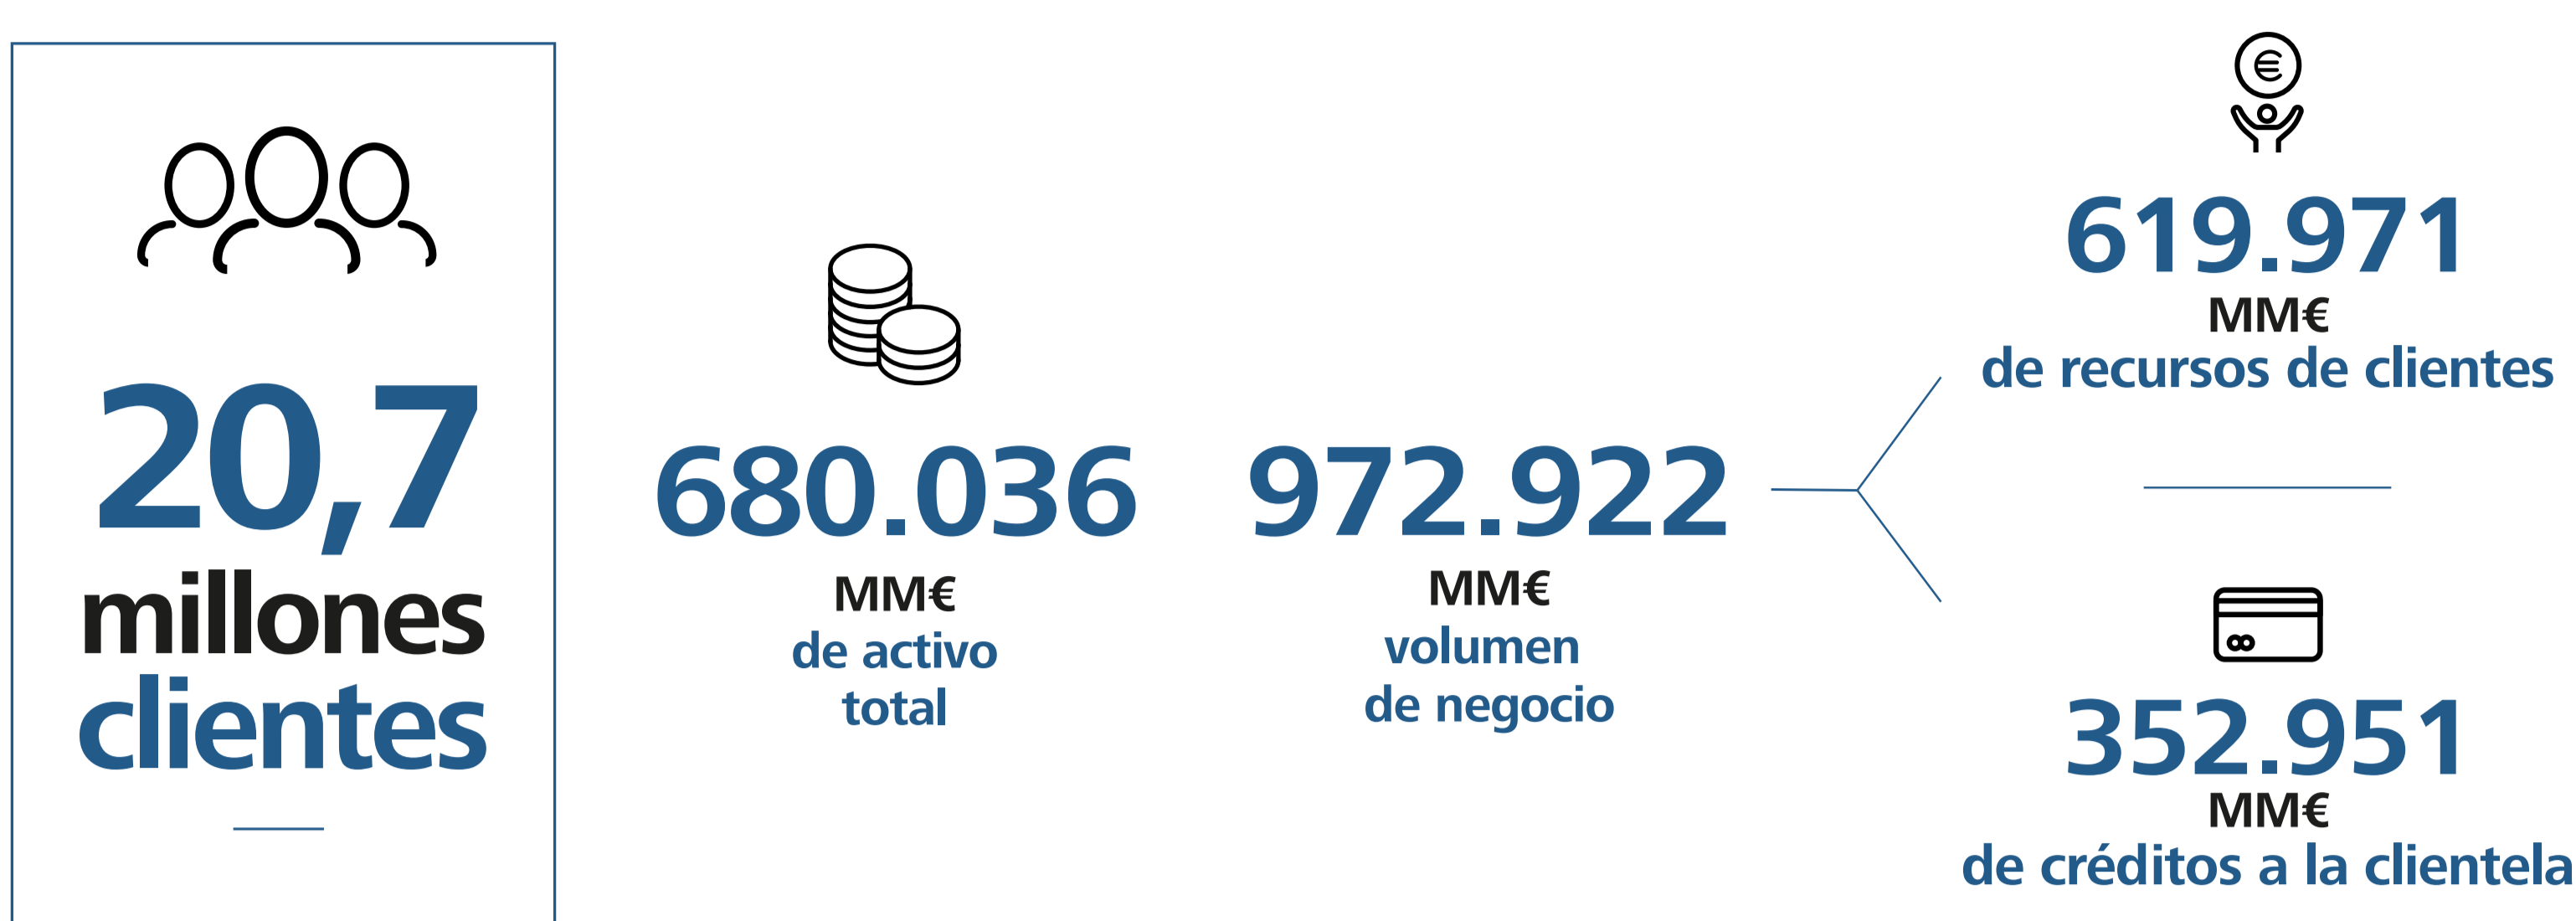 20,7
millones
clientes
680.036
MM€
de activo
total
972.922
MM€
volumen
de negocio
619.971
MM€
de recursos de clientes
352.951
MM€
de créditos a la clientela